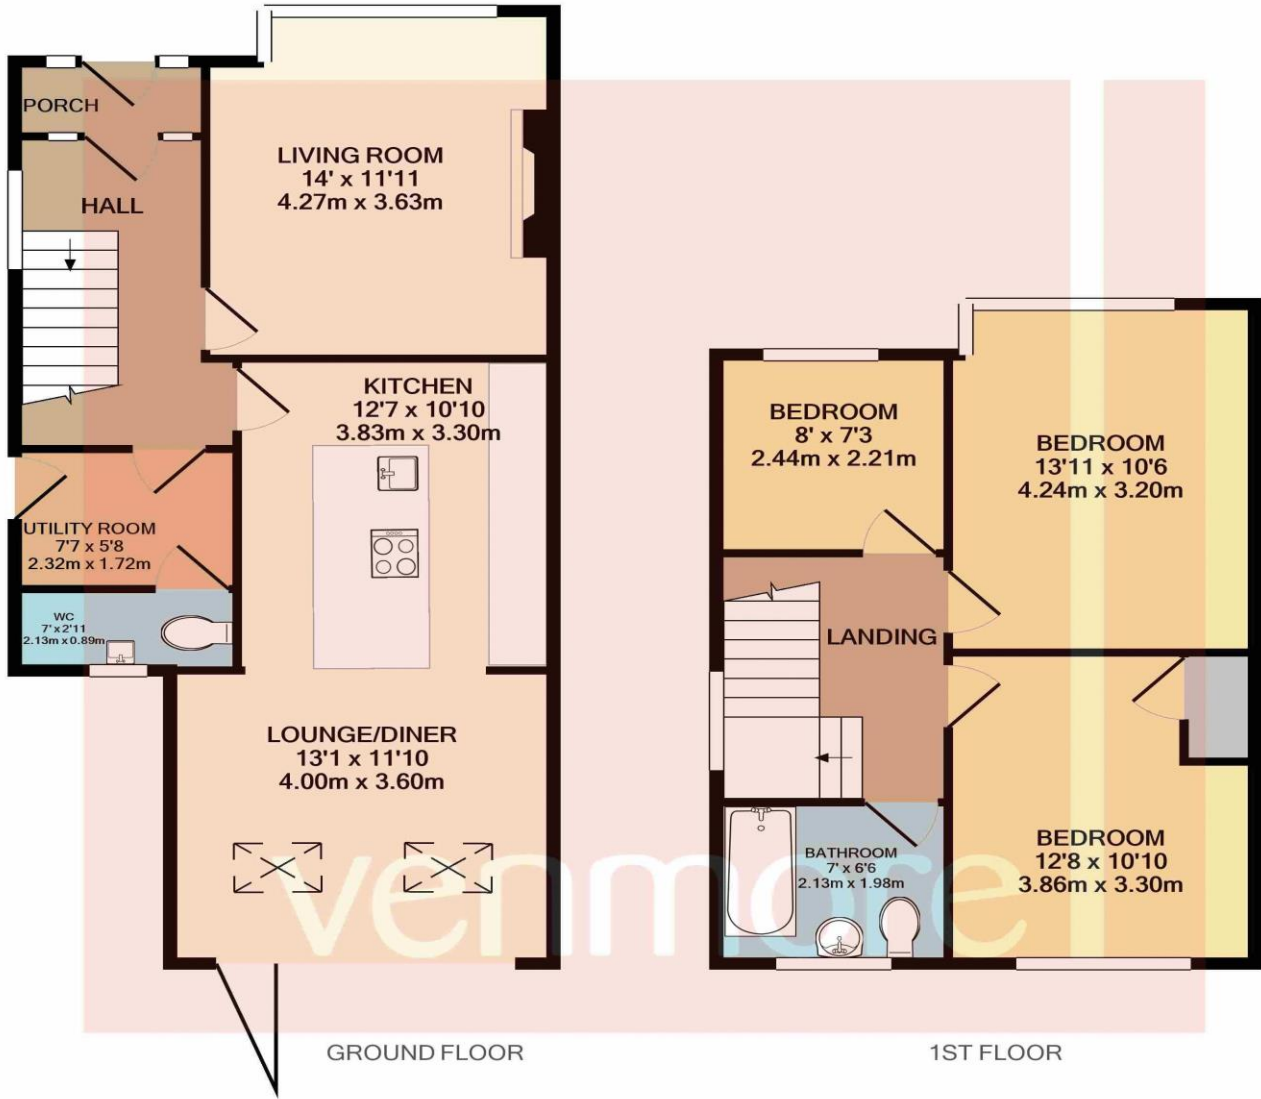 PORCH
LIVING ROOM
14' x 11'11
4.27m x 3.63m
HALL
KITCHEN
12'7 x 10'10
3.83m x 3.30m
UTILITY ROOM
7'7 x 5'8
2.32m x 1.72m
WC
7' x 2'11
2.13m x 0.89m
LOUNGE/DINER
13'1 x 11'10
4.00m x 3.60m
BEDROOM
8' x 7'3
2.44m x 2.21m
BEDROOM
13'11 x 10'6
4.24m x 3.20m
LANDING
BATHROOM
7' x 6'6
2.13m x 1.98m
BEDROOM
12'8 x 10'10
3.86m x 3.30m
venmore
GROUND FLOOR
1ST FLOOR